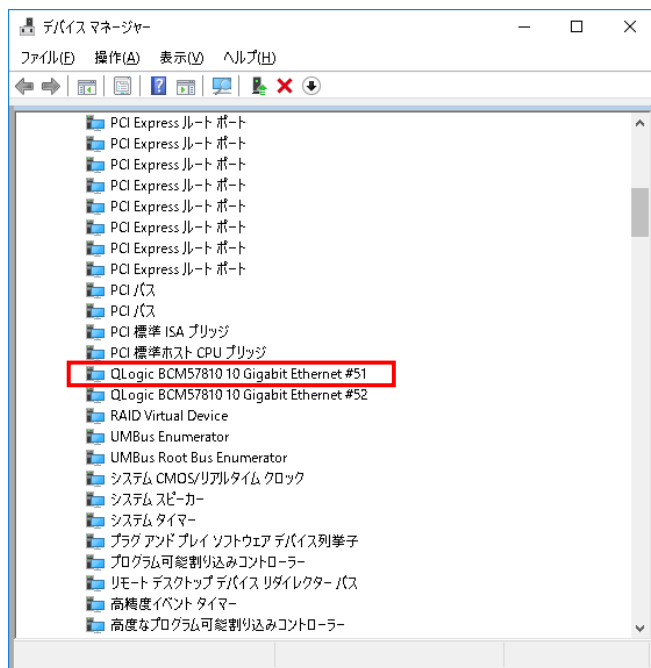 デバイス マネージャー
ファイル(F) 操作(A) 表示(V) ヘルプ(H)
PCI Express ルート ポート
PCI Express ルート ポート
PCI Express ルート ポート
PCI Express ルート ポート
PCI Express ルート ポート
PCI Express ルート ポート
PCI Express ルート ポート
PCI Express ルート ポート
PCI バス
PCI バス
PCI 標準 ISA ブリッジ
PCI 標準ホスト CPU ブリッジ
QLogic BCM57810 10 Gigabit Ethernet #51
QLogic BCM57810 10 Gigabit Ethernet #52
RAID Virtual Device
UMBus Enumerator
UMBus Root Bus Enumerator
システム CMOS/リアルタイム クロック
システム スピーカー
システム タイマー
プラグ アンド プレイ ソフトウェア デバイス列挙子
プログラム可能割り込みコントローラー
リモート デスクトップ デバイス リダイレクター バス
高精度イベント タイマー
高度なプログラム可能割り込みコントローラー